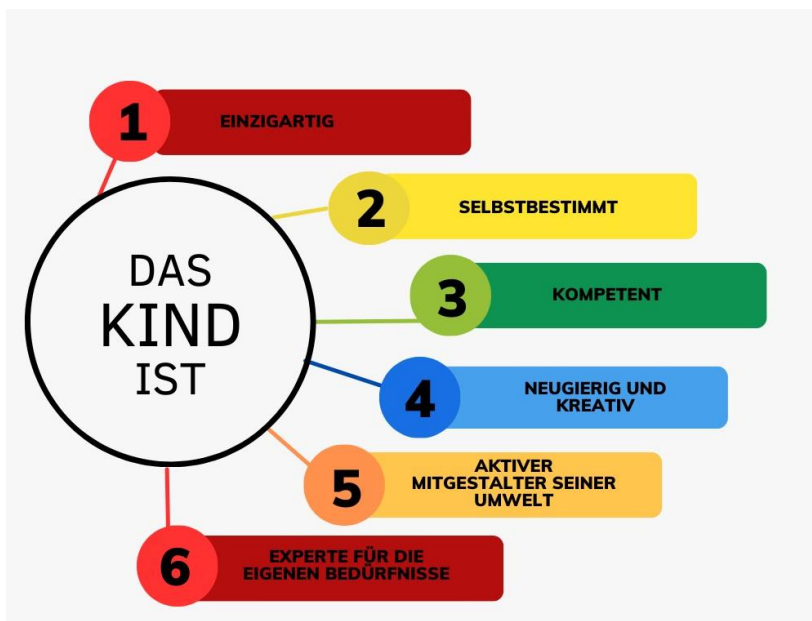 DAS
KIND
IST
1
EINZIGARTIG
2
SELBSTBESTIMMT
3
KOMPETENT
4
NEUGIERIG UND
KREATIV
5
AKTIVER
MITGESTALTER SEINER
UMWELT
6
EXPERTE FÜR DIE
EIGENEN BEDÜRFNISSE